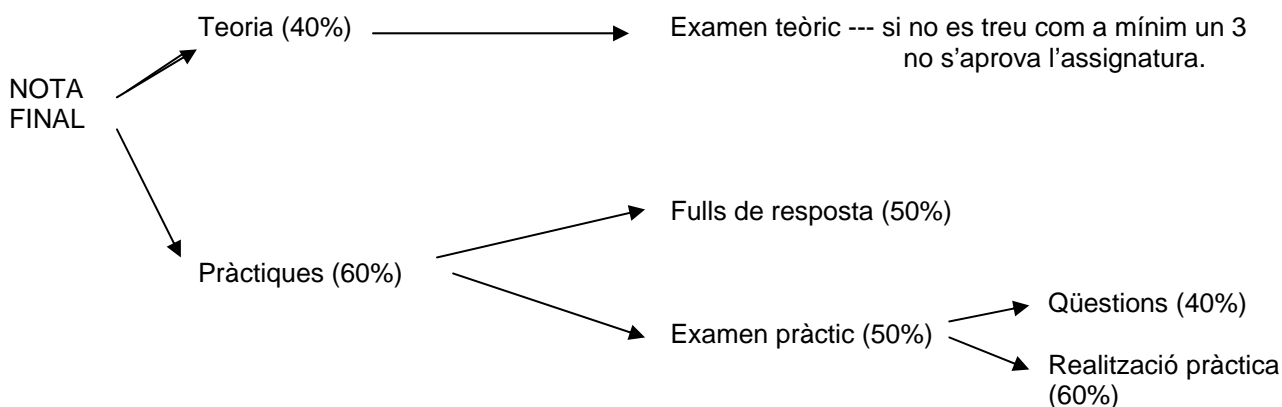 Teoria (40%)
Examen teòric --- si no es treu com a mínim un 3
no s'aprova l'assignatura.
NOTA
FINAL
Fulls de resposta (50%)
Pràctiques (60%)
Qüestions (40%)
Examen pràctic (50%)
Realització pràctica
(60%)